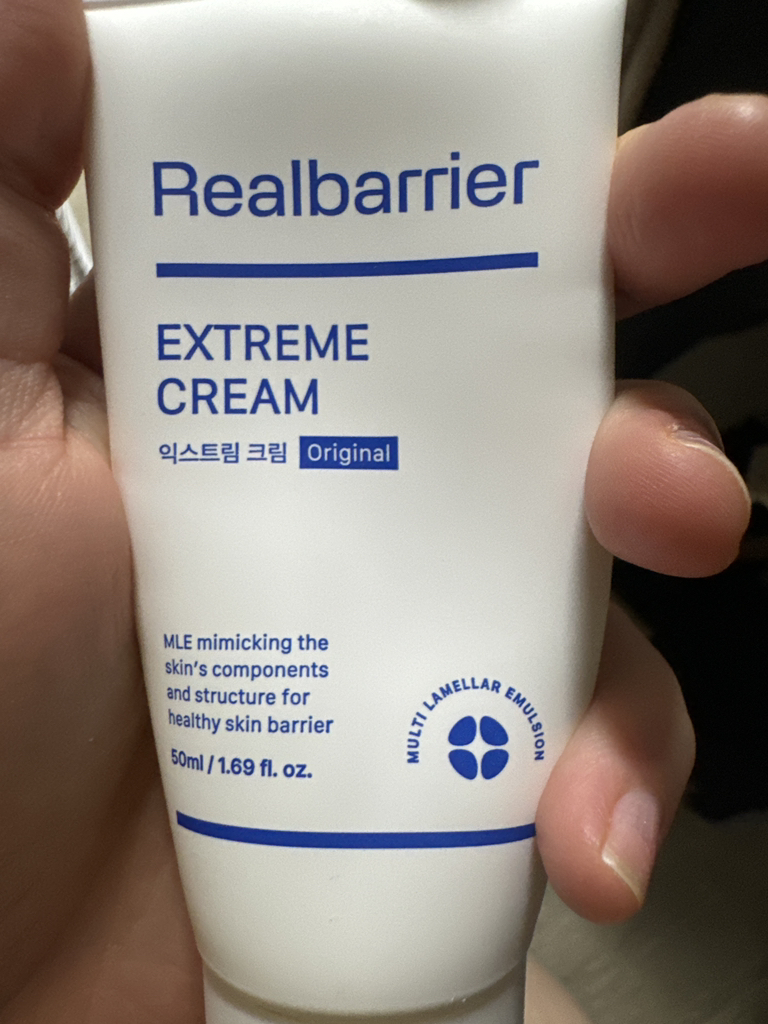 Realbarrier
EXTREME
CREAM
익스트림 크림 Original
MLE mimicking the
skin's components
and structure for
healthy skin barrier
50ml / 1.69 fl. oz.
MULTI LAMELLAR EMULSION